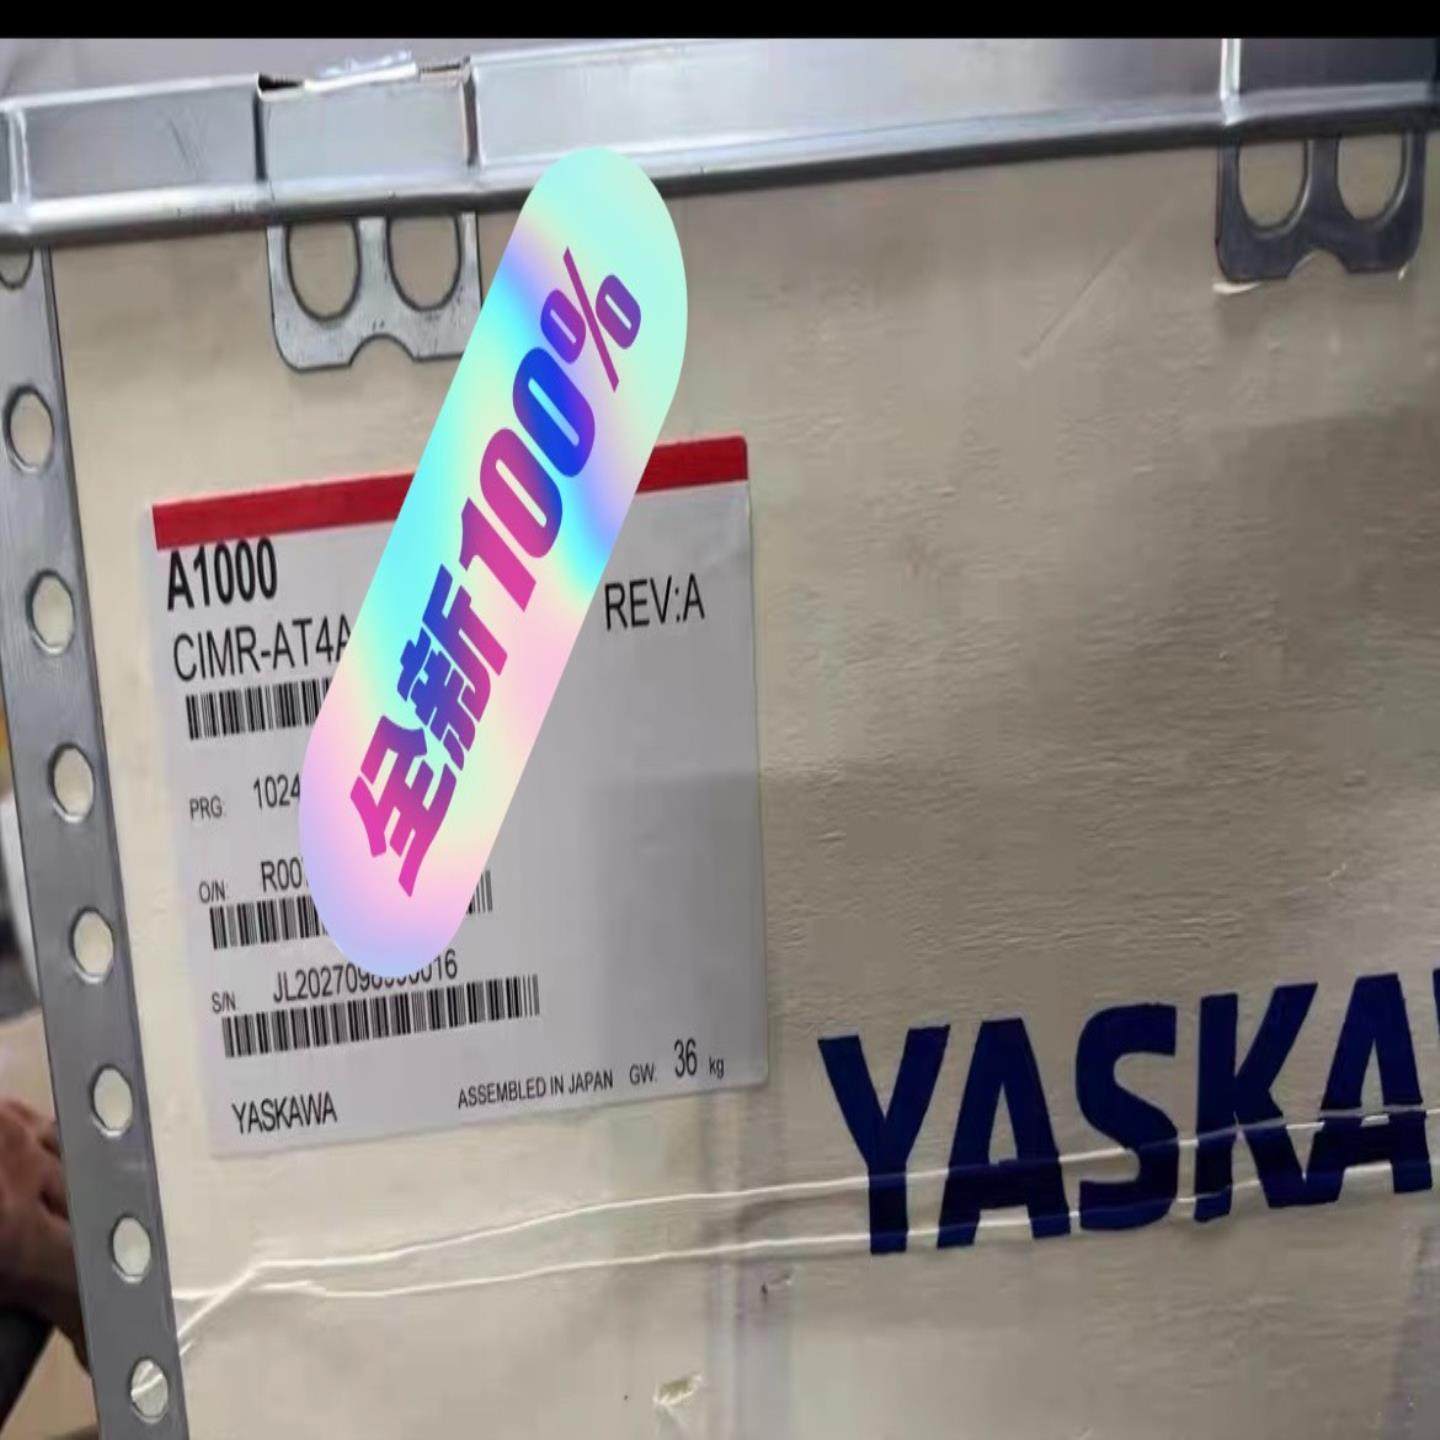 A1000
CIMR-AT4A
REV:A
全新100%
PRG: 1024
O/N: R00
S/N:
YASKAWA
ASSEMBLED IN JAPAN GW: 36 kg
YASKA